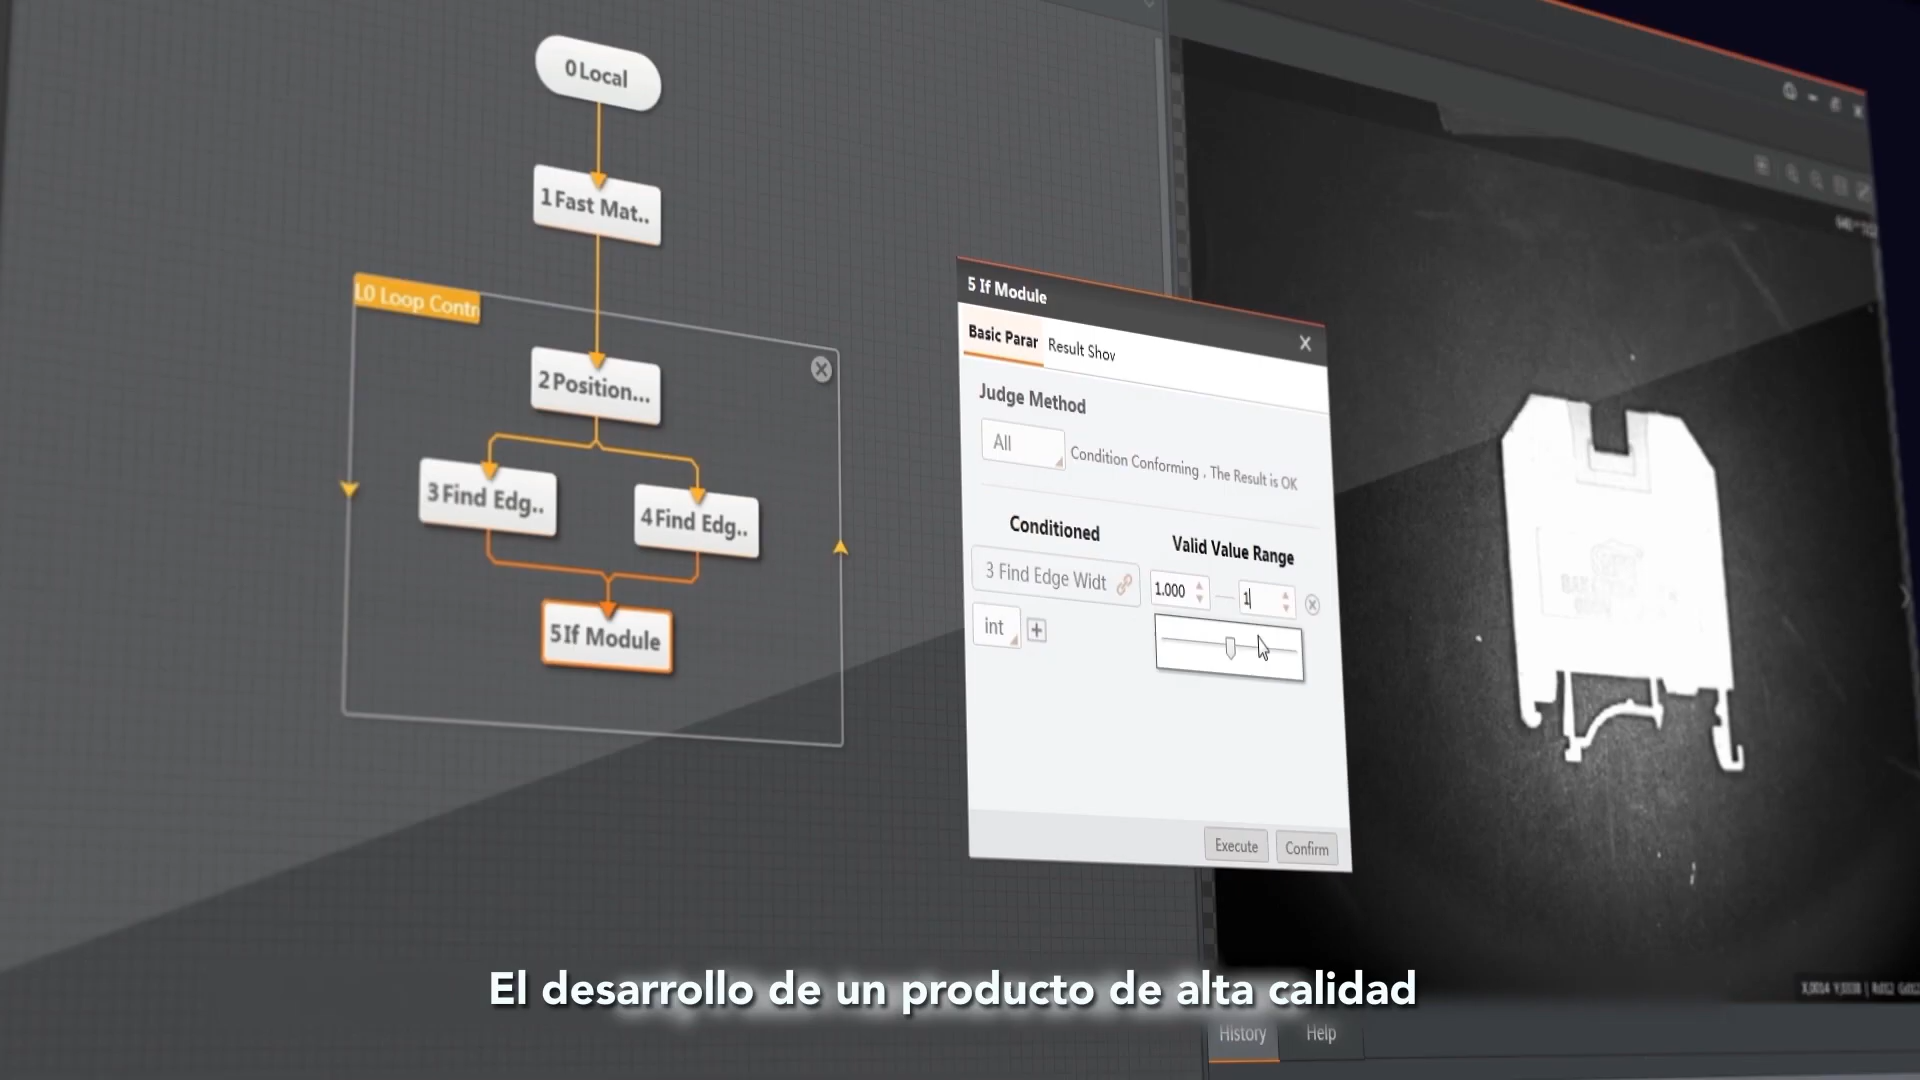 0 Local
1 Fast Mat..
L0 Loop Contr
2 Position...
3 Find Edg..
4 Find Edg..
5 If Module
5 If Module
Basic Parar
Result Shov
Judge Method
All
Condition Conforming , The Result is OK
Conditioned
Valid Value Range
3 Find Edge Widt
1.000
1
int
Execute
Confirm
El desarrollo de un producto de alta calidad
History
Help